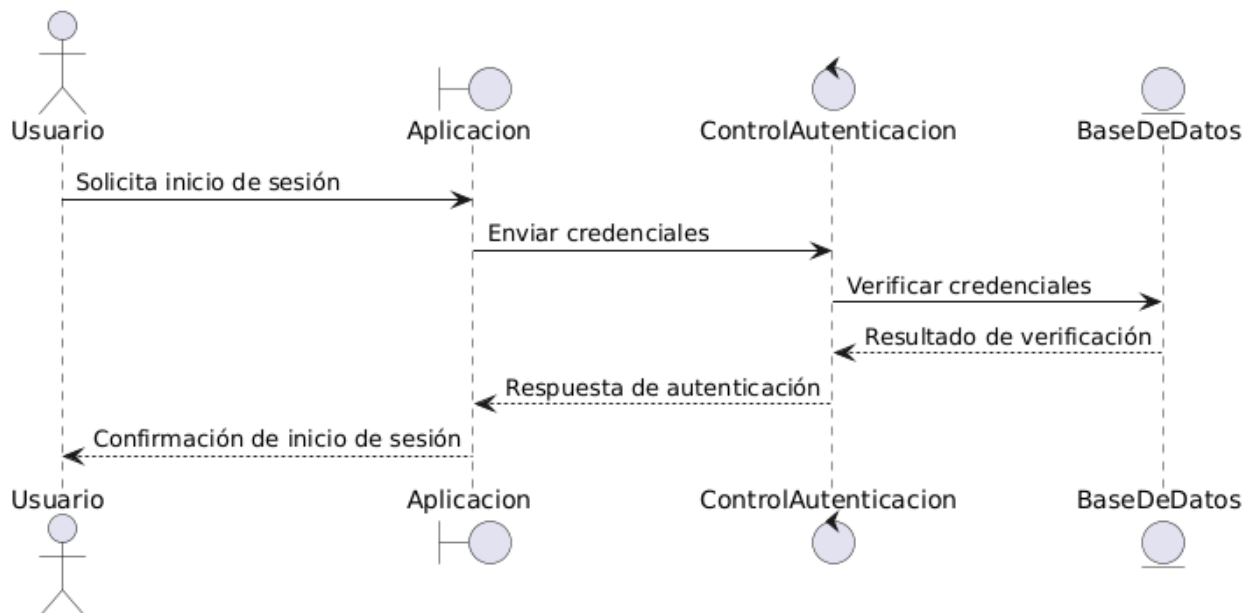 Usuario
Aplicacion
ControlAutenticacion
BaseDeDatos
Solicita inicio de sesión
Enviar credenciales
Verificar credenciales
Resultado de verificación
Respuesta de autenticación
Confirmación de inicio de sesión
Usuario
Aplicacion
ControlAutenticacion
BaseDeDatos